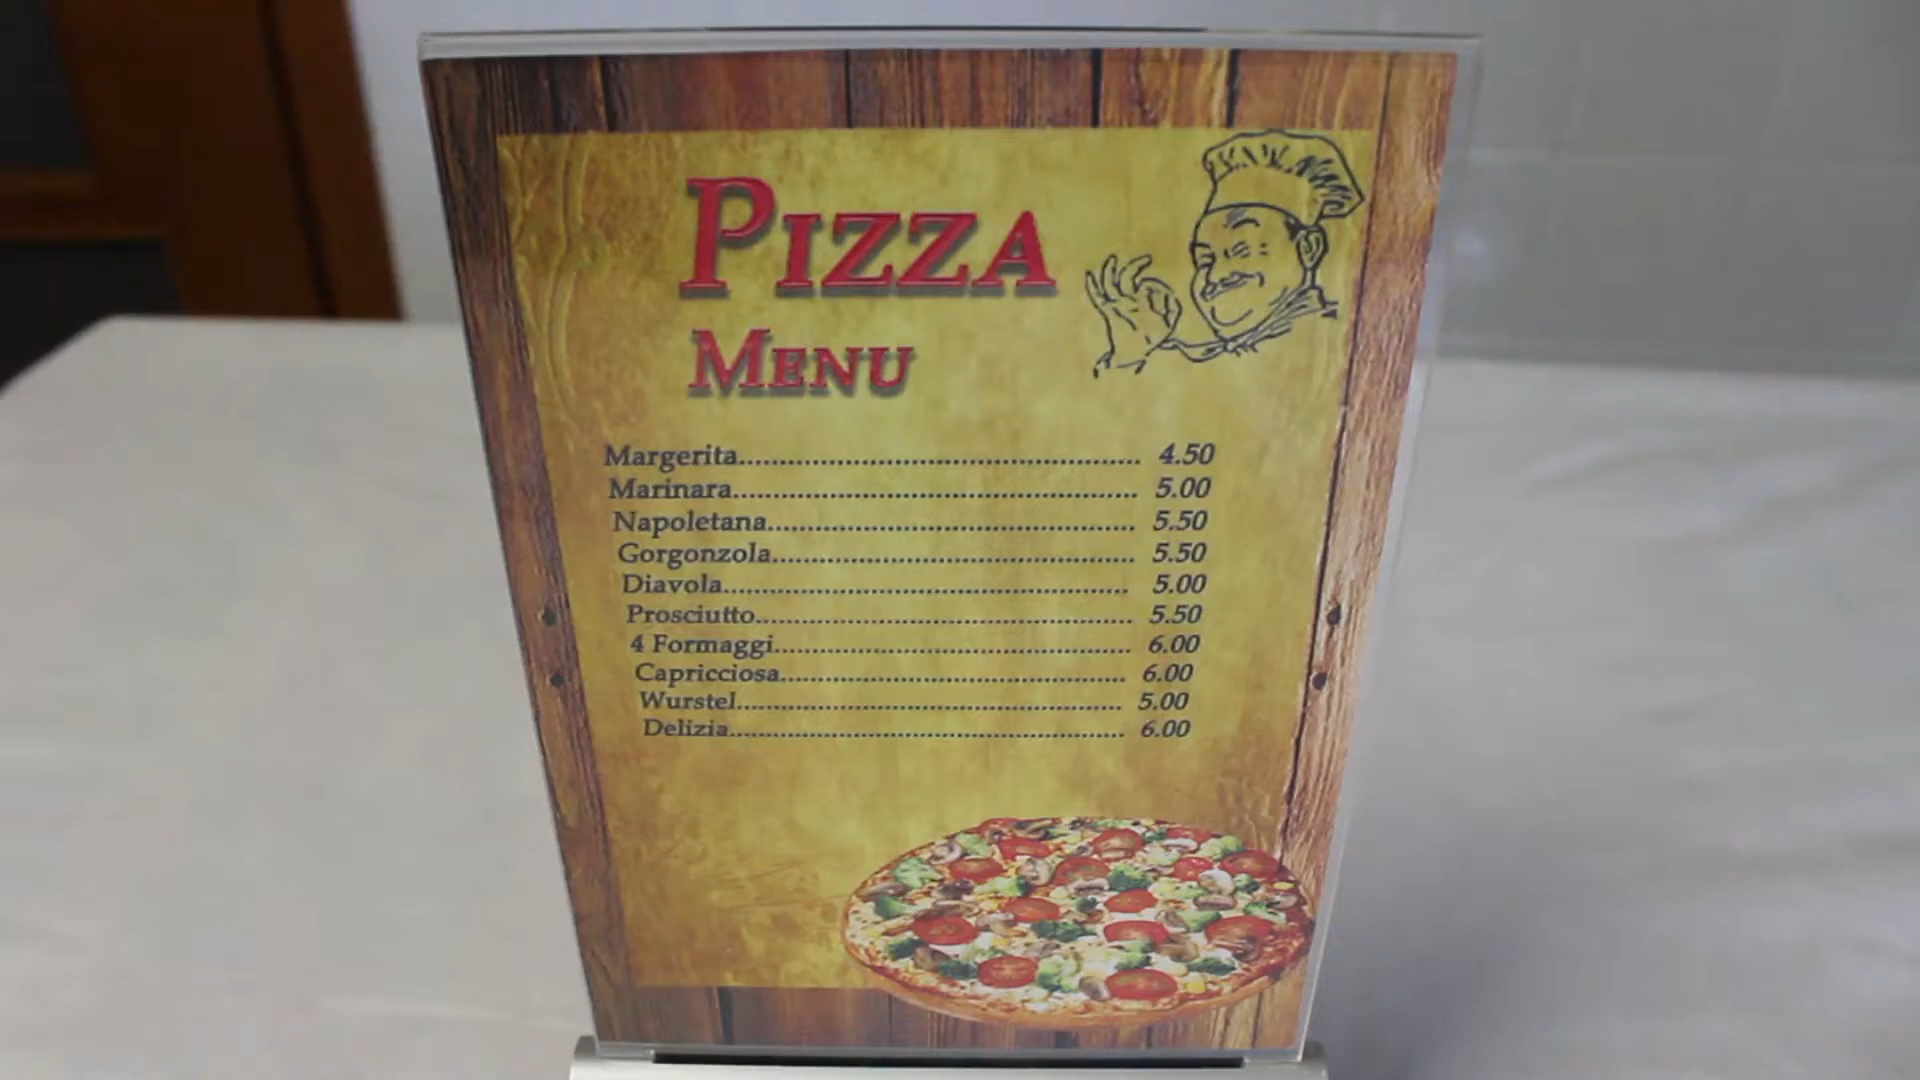 PIZZA
MENU
Margerita.................................................. 4.50
Marinara.................................................. 5.00
Napoletana............................................. 5.50
Gorgonzola............................................. 5.50
Diavola.................................................... 5.00
Prosciutto................................................ 5.50
4 Formaggi.............................................. 6.00
Capricciosa............................................. 6.00
Wurstel.................................................... 5.00
Delizia..................................................... 6.00